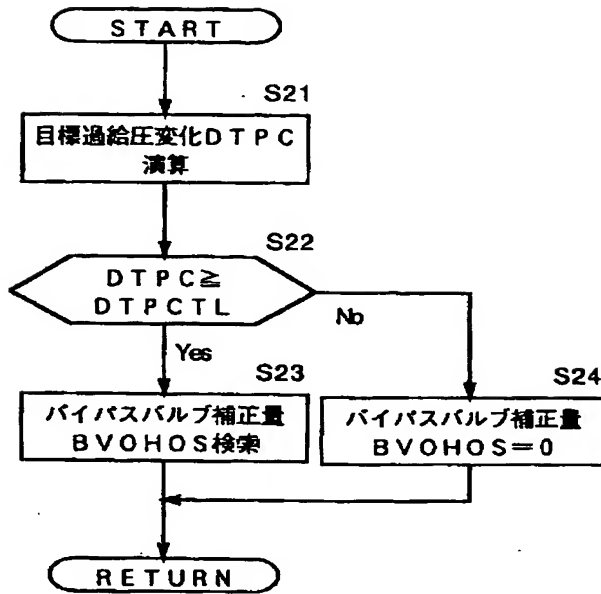 START
S21
目標過給圧変化DTPC
演算
S22
DTPC≧
DTPCTL
No
Yes
S23
バイパスバルブ補正量
BVOHOS検索
S24
バイパスバルブ補正量
BVOHOS=0
RETURN